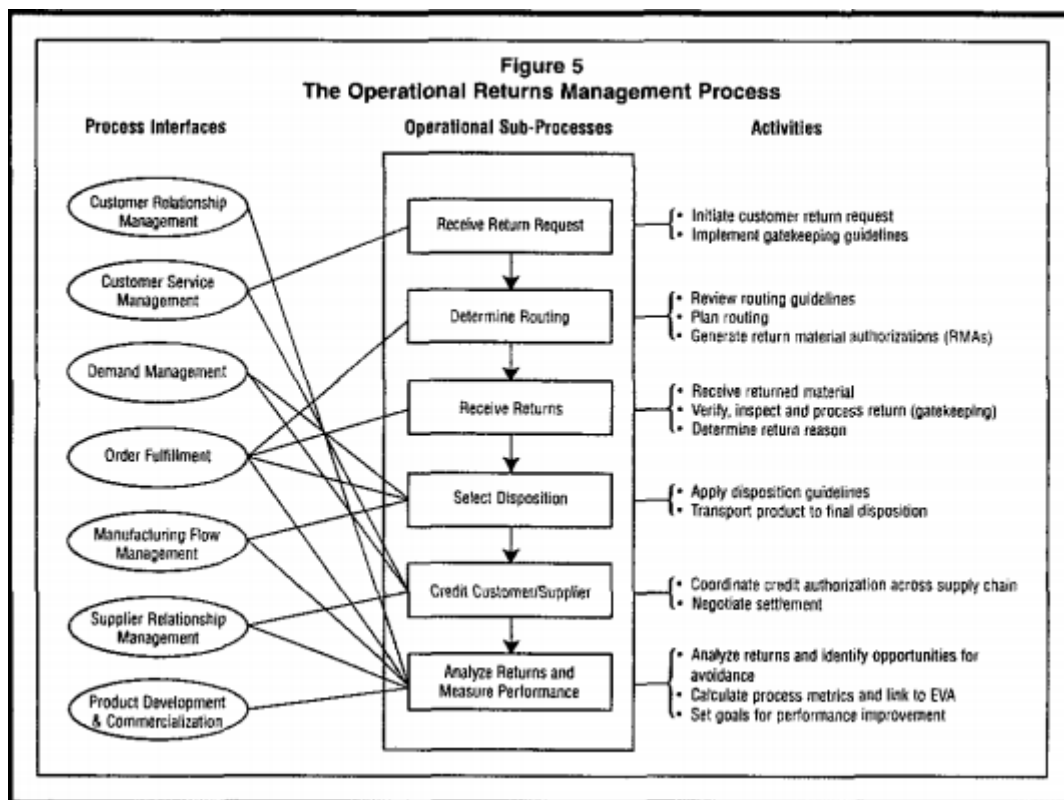 Figure 5
The Operational Returns Management Process
Process Interfaces
Operational Sub-Processes
Activities
Customer Relationship
Management
Customer Service
Management
Demand Management
Order Fulfillment
Manufacturing Flow
Management
Supplier Relationship
Management
Product Development
& Commercialization
Receive Return Request
Determine Routing
Receive Returns
Select Disposition
Credit Customer/Supplier
Analyze Returns and
Measure Performance
• Initiate customer return request
• Implement gatekeeping guidelines
• Review routing guidelines
• Plan routing
• Generate return material authorizations (RMAs)
• Receive returned material
• Verify, inspect and process return (gatekeeping)
• Determine return reason
• Apply disposition guidelines
• Transport product to final disposition
• Coordinate credit authorization across supply chain
• Negotiate settlement
• Analyze returns and identify opportunities for
avoidance
• Calculate process metrics and link to EVA
• Set goals for performance improvement